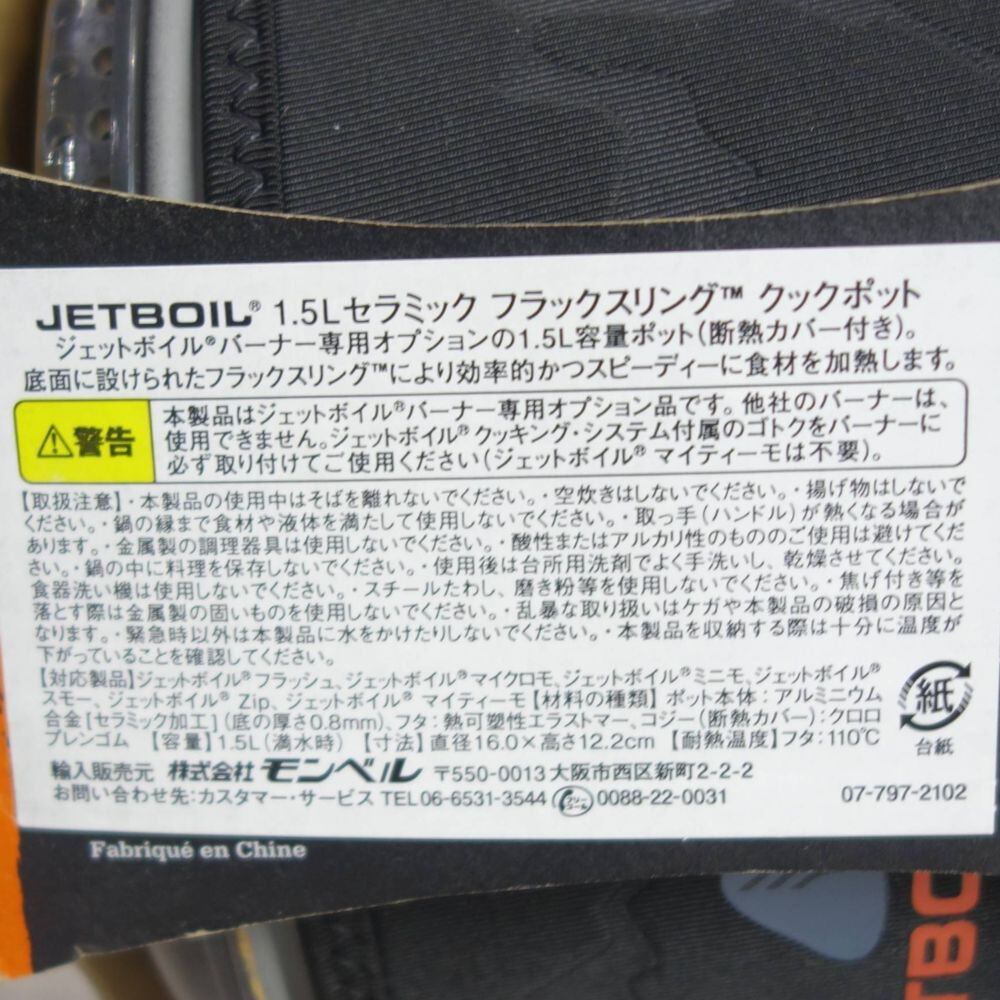 JETBOIL® 1.5Lセラミック フラックスリング™ クックポット
ジェットボイル®バーナー専用オプションの1.5L容量ポット(断熱カバー付き)。
底面に設けられたフラックスリング™により効率的かつスピーディーに食材を加熱します。
⚠警告
本製品はジェットボイル®バーナー専用オプション品です。他社のバーナーは、
使用できません。ジェットボイル®クッキング・システム付属のゴトクをバーナーに
必ず取り付けてご使用ください(ジェットボイル® マイティーモは不要)。
【取扱注意】・本製品の使用中はそばを離れないでください。・空炊きはしないでください。・揚げ物はしないで
ください。・鍋の縁まで食材や液体を満たして使用しないでください。・取っ手(ハンドル)が熱くなる場合が
あります。・金属製の調理器具は使用しないでください。・酸性またはアルカリ性のもののご使用は避けてくだ
さい。・鍋の中に料理を保存しないでください。・使用後は台所用洗剤でよく手洗いし、乾燥させてください。・
食器洗い機は使用しないでください。・スチールたわし、磨き粉等を使用しないでください。・焦げ付き等を
落とす際は金属製の固いものを使用しないでください。・乱暴な取り扱いはケガや本製品の破損の原因と
なります。・緊急時以外は本製品に水をかけたりしないでください。・本製品を収納する際は十分に温度が
下がっていることを確認してください。
【対応製品】ジェットボイル®フラッシュ、ジェットボイル®マイクロモ、ジェットボイル®ミニモ、ジェットボイル®
スモー、ジェットボイル® Zip、ジェットボイル® マイティーモ【材料の種類】ポット本体:アルミニウム
合金[セラミック加工](底の厚さ0.8mm)、フタ:熱可塑性エラストマー、コジー(断熱カバー):クロロ
プレンゴム 【容量】1.5L(満水時) 【寸法】直径16.0×高さ12.2cm 【耐熱温度】フタ:110℃
紙
台紙
輸入販売元 株式会社モンベル 〒550-0013大阪市西区新町2-2-2
お問い合わせ先:カスタマー・サービス TEL06-6531-3544 フリーコール 0088-22-0031
07-797-2102
Fabriqué en Chine
TBO